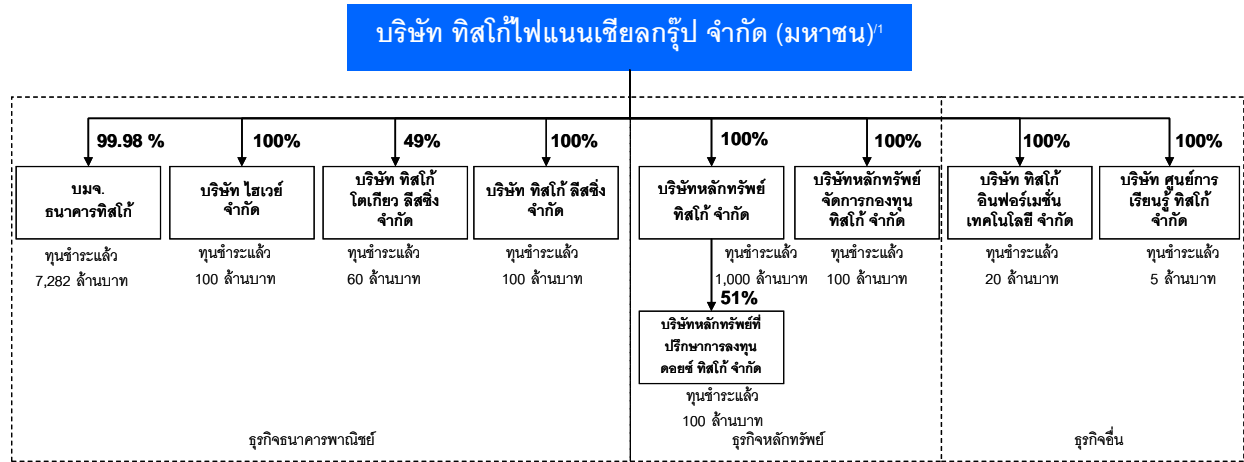 บริษัท ทิสโก้ไฟแนนเชียลกรุ๊ป จำกัด (มหาชน)/1
99.98 %
100%
49%
100%
100%
100%
100%
100%
บมจ.
ธนาคารทิสโก้
บริษัท ไฮเวย์
จำกัด
บริษัท ทิสโก้
โตเกียว ลีสซิ่ง
จำกัด
บริษัท ทิสโก้ ลีสซิ่ง
จำกัด
บริษัทหลักทรัพย์
ทิสโก้ จำกัด
บริษัทหลักทรัพย์
จัดการกองทุน
ทิสโก้ จำกัด
บริษัท ทิสโก้
อินฟอร์เมชั่น
เทคโนโลยี จำกัด
บริษัท ศูนย์การ
เรียนรู้ ทิสโก้
จำกัด
ทุนชำระแล้ว
7,282 ล้านบาท
ทุนชำระแล้ว
100 ล้านบาท
ทุนชำระแล้ว
60 ล้านบาท
ทุนชำระแล้ว
100 ล้านบาท
ทุนชำระแล้ว
1,000 ล้านบาท
ทุนชำระแล้ว
100 ล้านบาท
ทุนชำระแล้ว
20 ล้านบาท
ทุนชำระแล้ว
5 ล้านบาท
51%
บริษัทหลักทรัพย์ที่
ปรึกษาการลงทุน
ดอยซ์ ทิสโก้ จำกัด
ทุนชำระแล้ว
100 ล้านบาท
ธุรกิจธนาคารพาณิชย์
ธุรกิจหลักทรัพย์
ธุรกิจอื่น